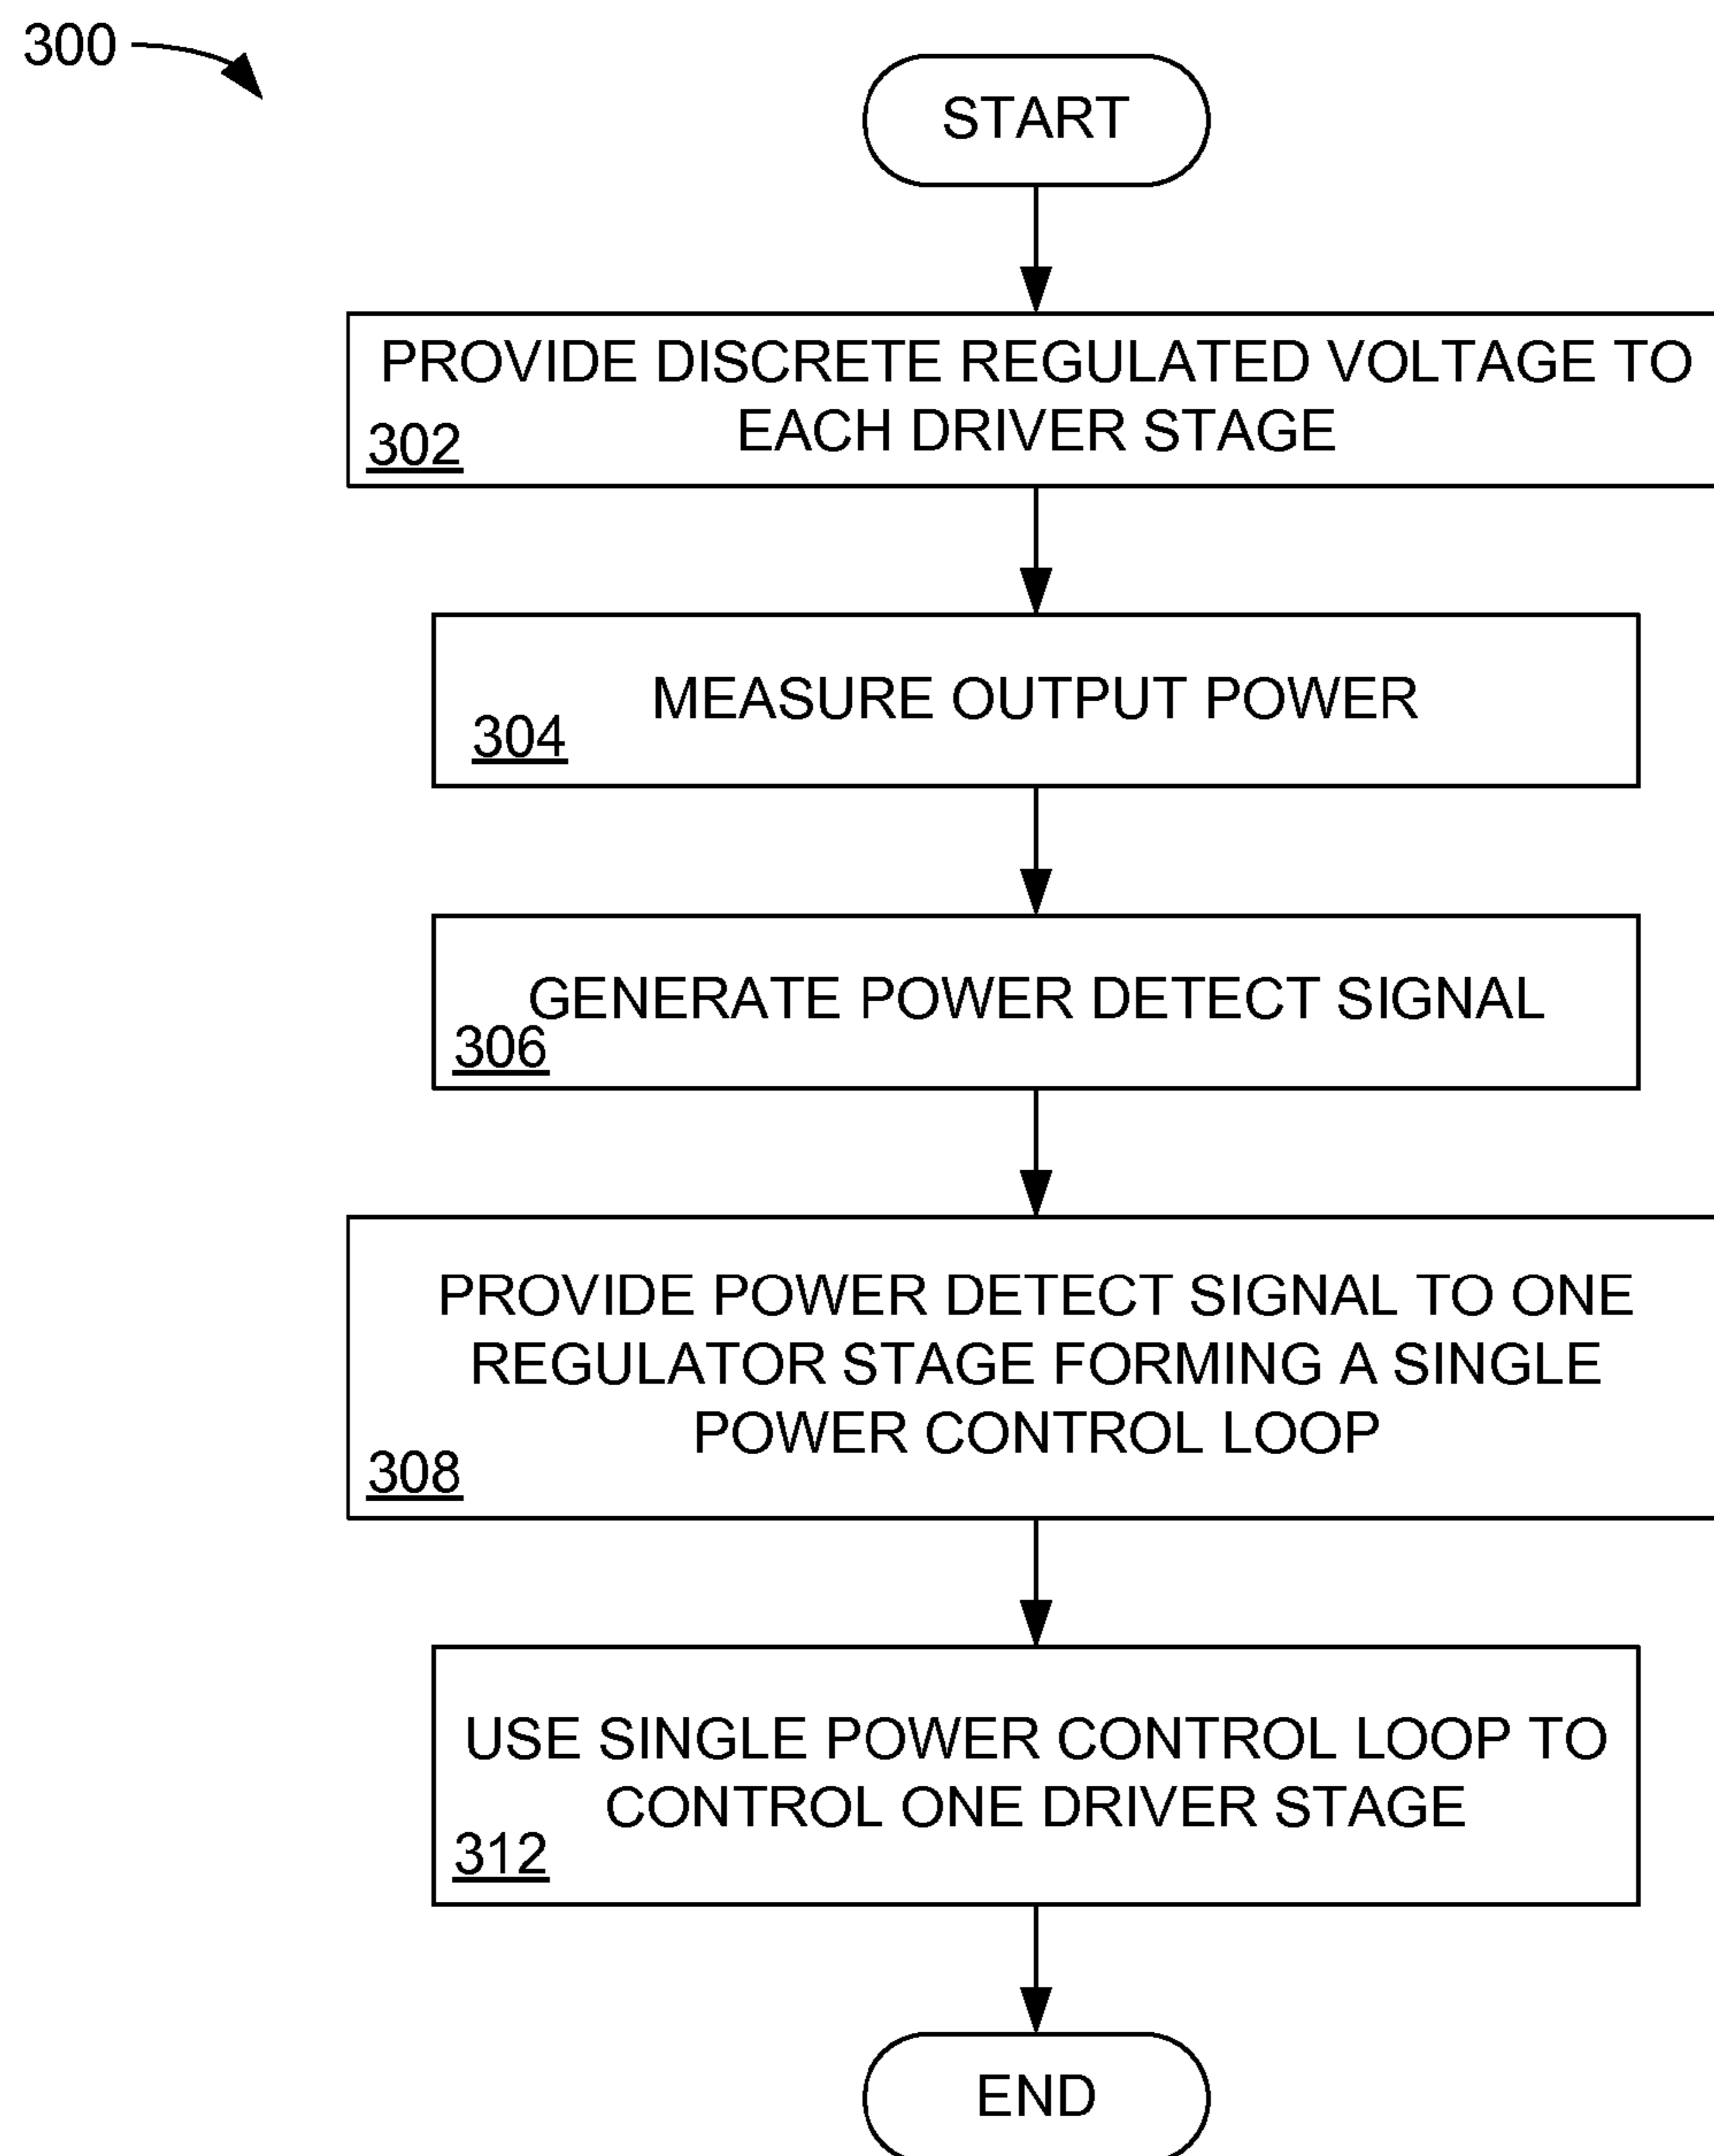 300
START
PROVIDE DISCRETE REGULATED VOLTAGE TO
EACH DRIVER STAGE
302
MEASURE OUTPUT POWER
304
GENERATE POWER DETECT SIGNAL
306
PROVIDE POWER DETECT SIGNAL TO ONE
REGULATOR STAGE FORMING A SINGLE
POWER CONTROL LOOP
308
USE SINGLE POWER CONTROL LOOP TO
CONTROL ONE DRIVER STAGE
312
END